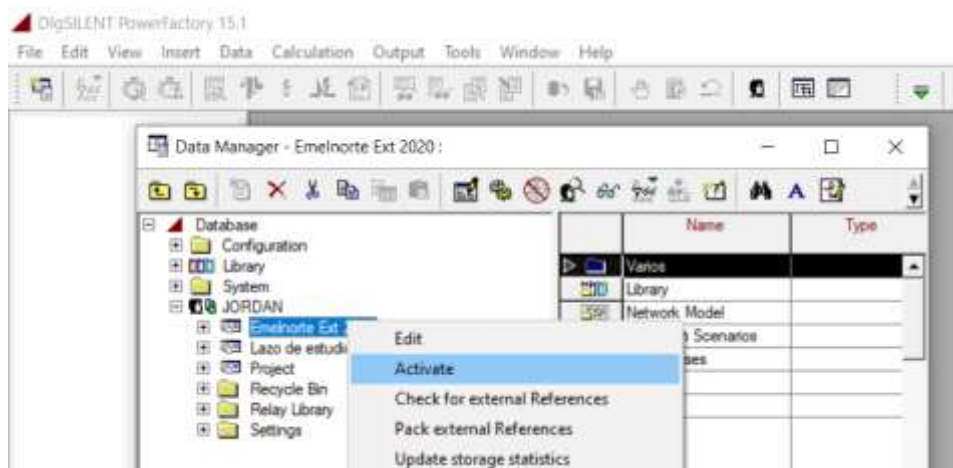 DIgSILENT PowerFactory 15.1
File Edit View Insert Data Calculation Output Tools Window Help
Data Manager - Emelnorte Ext 2020 :
Name Type
Database
Configuration
Library
System
JORDAN
Emelnorte Ext
Lazo de estudi
Project
Recycle Bin
Relay Library
Settings
Varios
Library
Network Model
Scenarios
ses
Edit
Activate
Check for external References
Pack external References
Update storage statistics